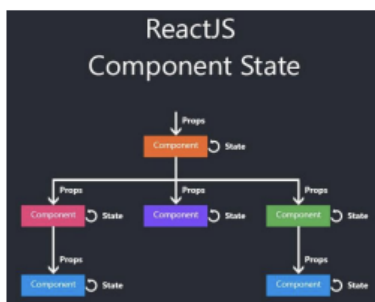 ReactJS
Component State
Props
Component State
Props Props
Component State Component State Component State
Props Props
Component State Component State